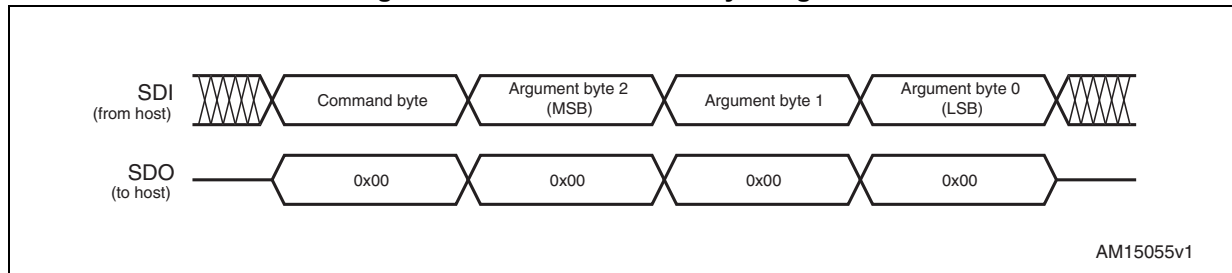 SDI
(from host)
Command byte
Argument byte 2
(MSB)
Argument byte 1
Argument byte 0
(LSB)
SDO
(to host)
0x00
0x00
0x00
0x00
AM15055v1